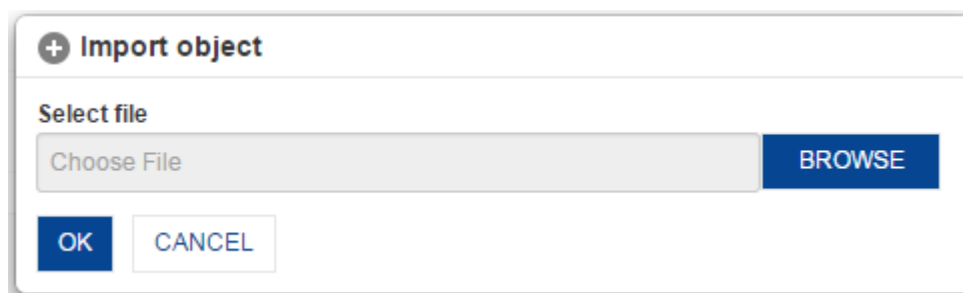 Import object
Select file
Choose File
BROWSE
OK
CANCEL